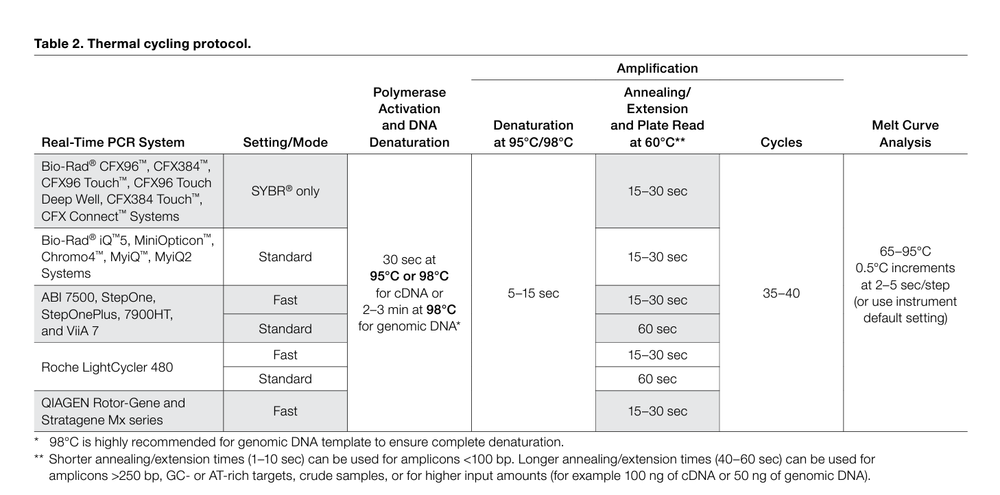 Table 2. Thermal cycling protocol.
Amplification
Real-Time PCR System
Setting/Mode
Polymerase
Activation
and DNA
Denaturation
Denaturation
at 95°C/98°C
Annealing/
Extension
and Plate Read
at 60°C**
Cycles
Melt Curve
Analysis
Bio-Rad® CFX96™, CFX384™,
CFX96 Touch™, CFX96 Touch
Deep Well, CFX384 Touch™,
CFX Connect™ Systems
SYBR® only
15–30 sec
Bio-Rad® iQ™5, MiniOpticon™,
Chromo4™, MyiQ™, MyiQ2
Systems
Standard
15–30 sec
30 sec at
95°C or 98°C
for cDNA or
2–3 min at 98°C
for genomic DNA*
5–15 sec
35–40
65–95°C
0.5°C increments
at 2–5 sec/step
(or use instrument
default setting)
ABI 7500, StepOne,
StepOnePlus, 7900HT,
and ViiA 7
Fast
15–30 sec
Standard
60 sec
Roche LightCycler 480
Fast
15–30 sec
Standard
60 sec
QIAGEN Rotor-Gene and
Stratagene Mx series
Fast
15–30 sec
* 98°C is highly recommended for genomic DNA template to ensure complete denaturation.
** Shorter annealing/extension times (1–10 sec) can be used for amplicons <100 bp. Longer annealing/extension times (40–60 sec) can be used for
amplicons >250 bp, GC- or AT-rich targets, crude samples, or for higher input amounts (for example 100 ng of cDNA or 50 ng of genomic DNA).